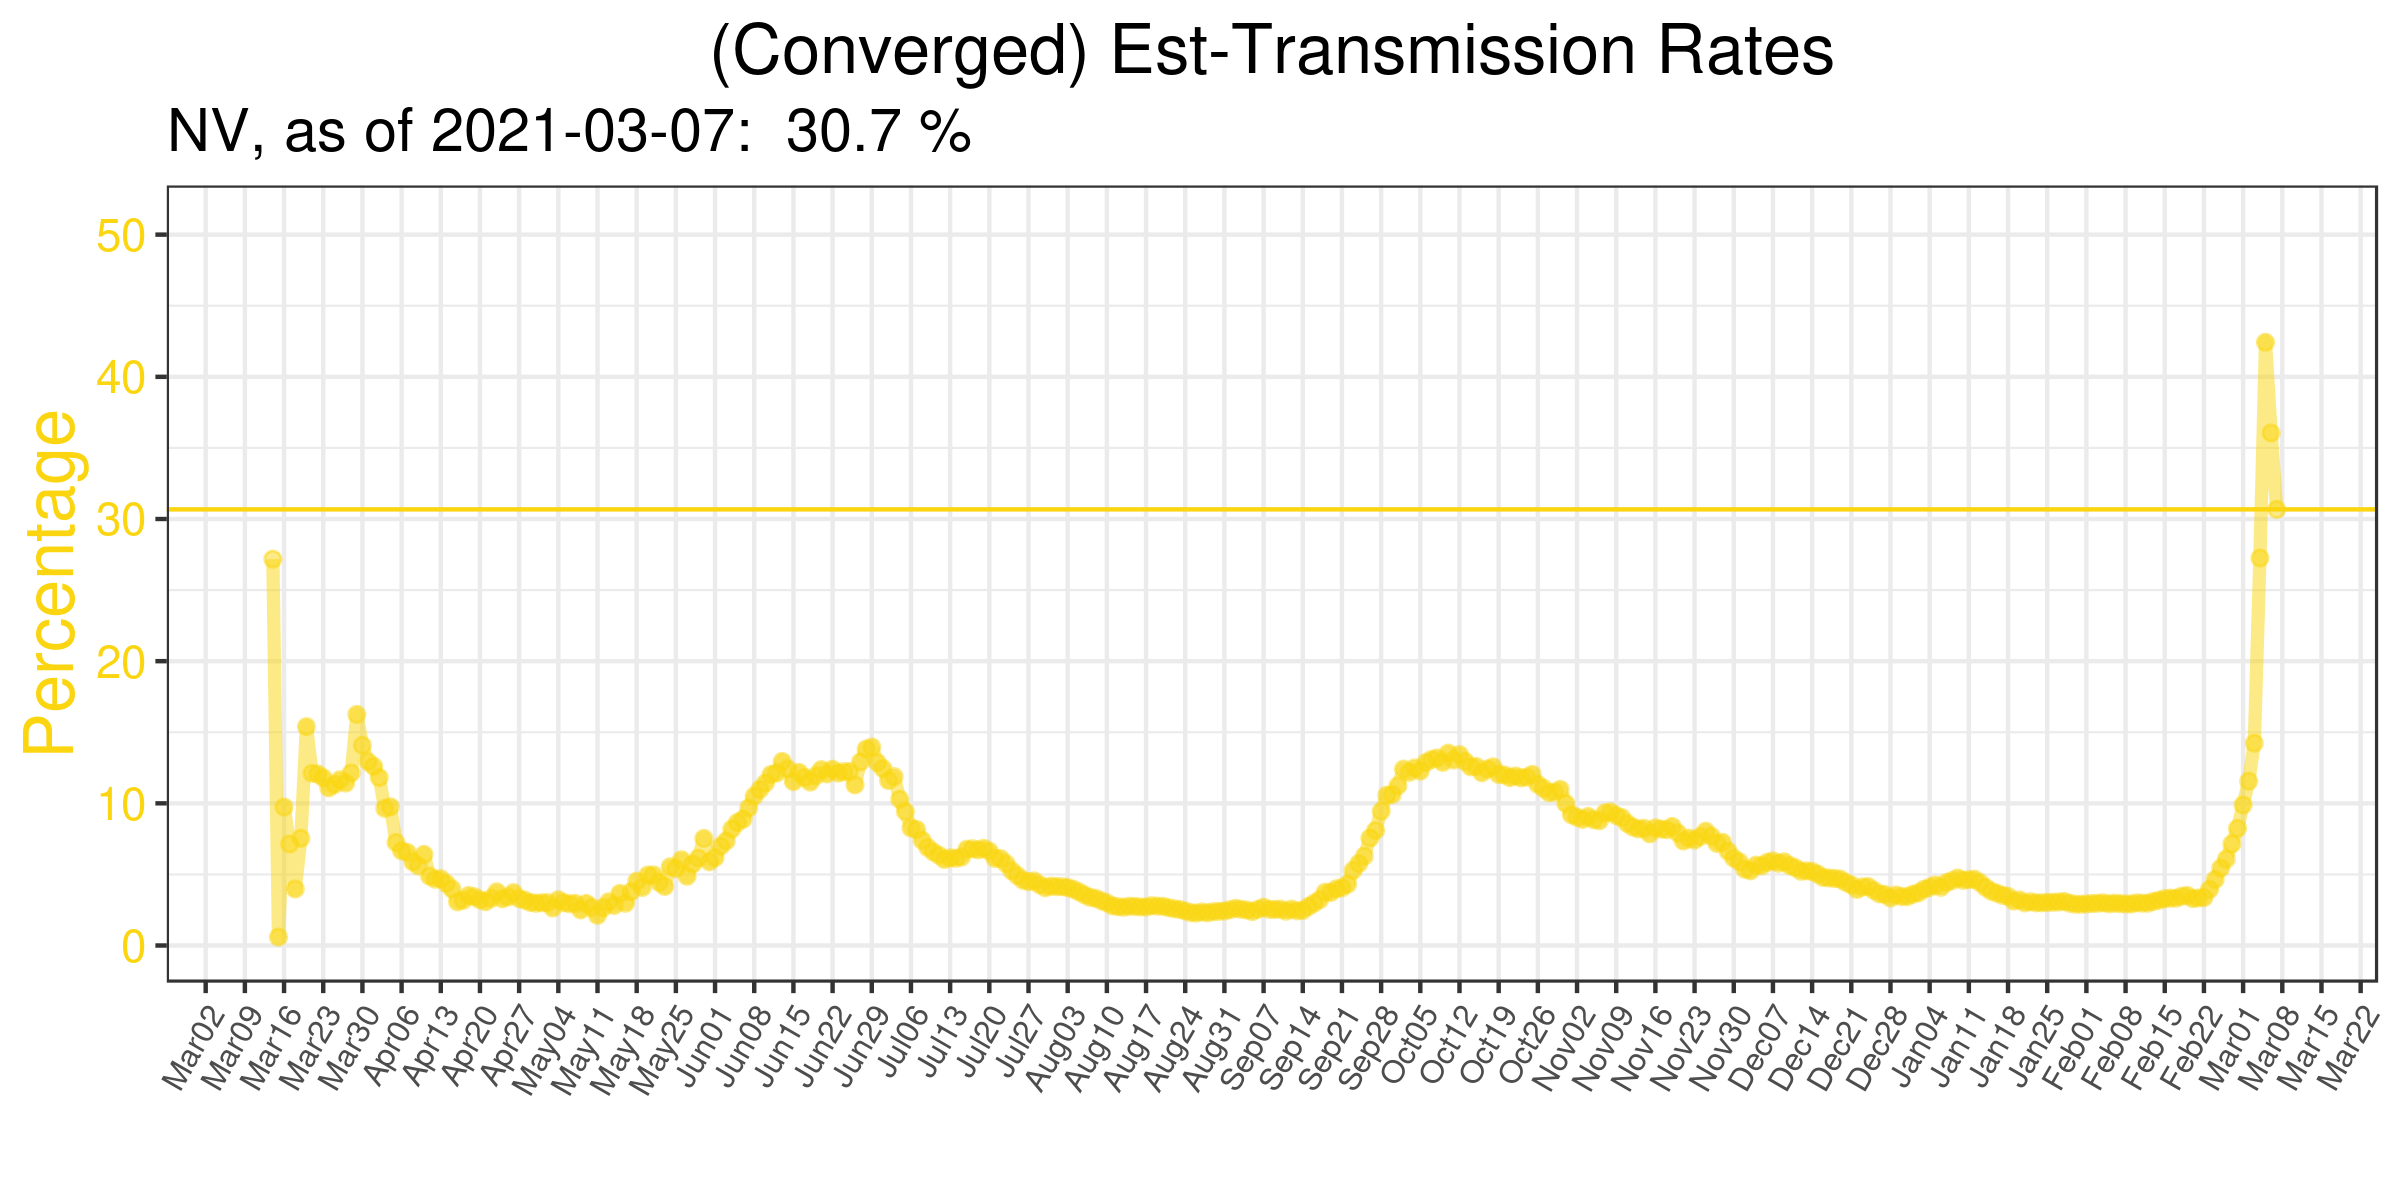 (Converged) Est-Transmission Rates
NV, as of 2021-03-07:  30.7 %
Percentage
50
40
30
20
10
0
Mar02
Mar09
Mar16
Mar23
Mar30
Apr06
Apr13
Apr20
Apr27
May04
May11
May18
May25
Jun01
Jun08
Jun15
Jun22
Jun29
Jul06
Jul13
Jul20
Jul27
Aug03
Aug10
Aug17
Aug24
Aug31
Sep07
Sep14
Sep21
Sep28
Oct05
Oct12
Oct19
Oct26
Nov02
Nov09
Nov16
Nov23
Nov30
Dec07
Dec14
Dec21
Dec28
Jan04
Jan11
Jan18
Jan25
Feb01
Feb08
Feb15
Feb22
Mar01
Mar08
Mar15
Mar22